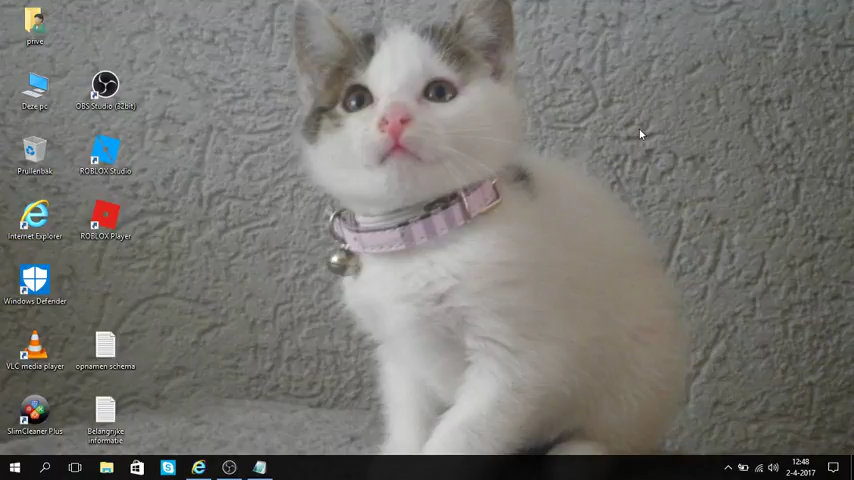 prive
Deze pc
OBS Studio (32bit)
Prullenbak
ROBLOX Studio
Internet Explorer
ROBLOX Player
Windows Defender
VLC media player
opnamen schema
SlimCleaner Plus
Belangrijke
informatie
12:48
2-4-2017